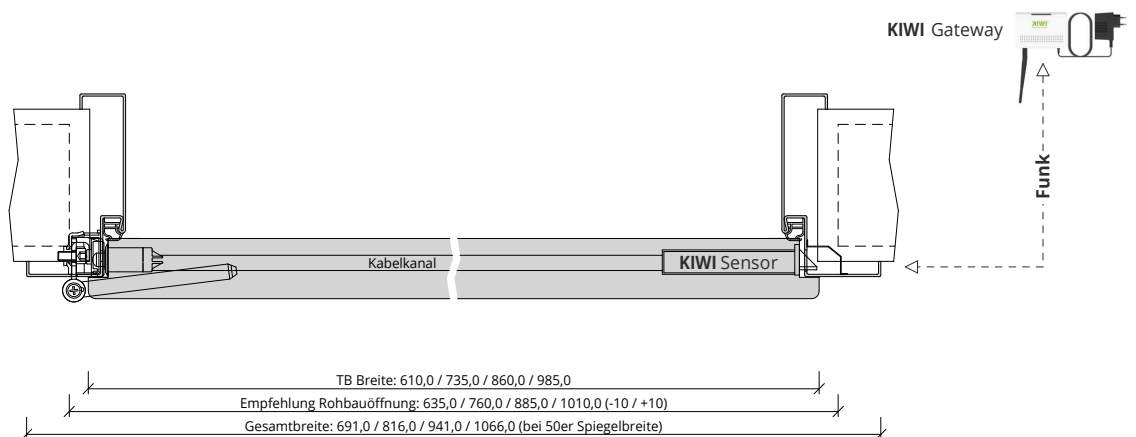 KIWI Gateway
KIWI
Funk
Kabelkanal
KIWI Sensor
TB Breite: 610,0 / 735,0 / 860,0 / 985,0
Empfehlung Rohbauöffnung: 635,0 / 760,0 / 885,0 / 1010,0 (-10 / +10)
Gesamtbreite: 691,0 / 816,0 / 941,0 / 1066,0 (bei 50er Spiegelbreite)